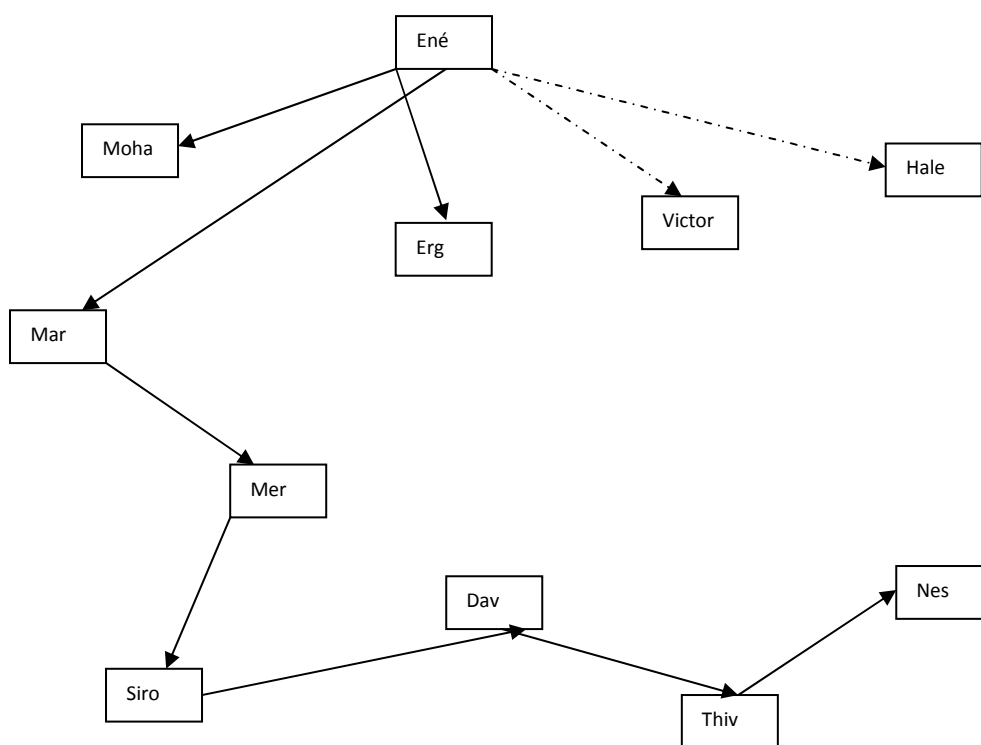 Ené
Moha
Hale
Victor
Erg
Mar
Mer
Nes
Dav
Siro
Thiv